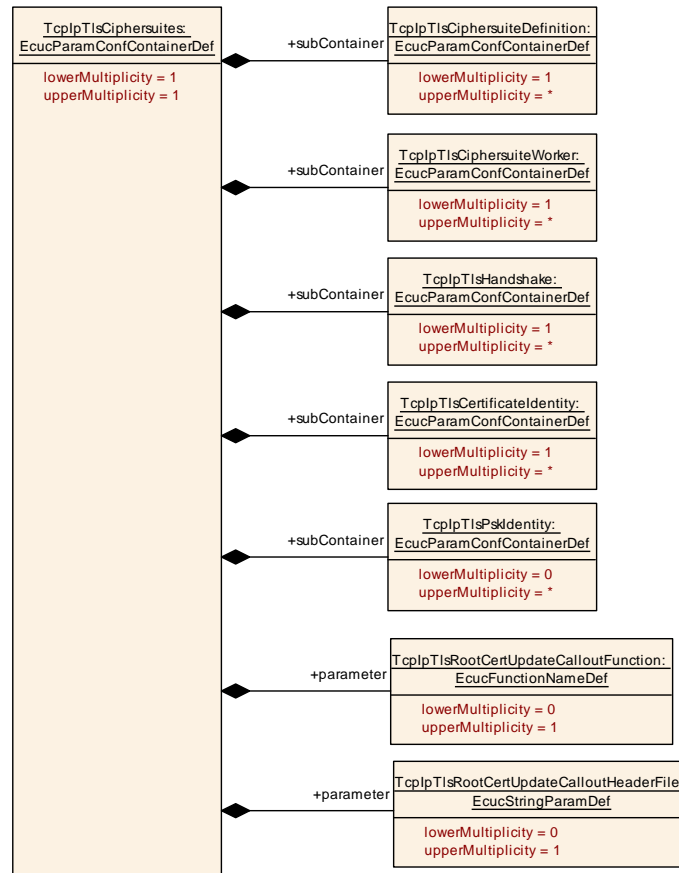 TcpIpTlsCiphersuites:
EcucParamConfContainerDef
lowerMultiplicity = 1
upperMultiplicity = 1
+subContainer
TcpIpTlsCiphersuiteDefinition:
EcucParamConfContainerDef
lowerMultiplicity = 1
upperMultiplicity = *
+subContainer
TcpIpTlsCiphersuiteWorker:
EcucParamConfContainerDef
lowerMultiplicity = 1
upperMultiplicity = *
+subContainer
TcpIpTlsHandshake:
EcucParamConfContainerDef
lowerMultiplicity = 1
upperMultiplicity = *
+subContainer
TcpIpTlsCertificateIdentity:
EcucParamConfContainerDef
lowerMultiplicity = 1
upperMultiplicity = *
+subContainer
TcpIpTlsPskIdentity:
EcucParamConfContainerDef
lowerMultiplicity = 0
upperMultiplicity = *
+parameter
TcpIpTlsRootCertUpdateCalloutFunction:
EcucFunctionNameDef
lowerMultiplicity = 0
upperMultiplicity = 1
+parameter
TcpIpTlsRootCertUpdateCalloutHeaderFile
EcucStringParamDef
lowerMultiplicity = 0
upperMultiplicity = 1